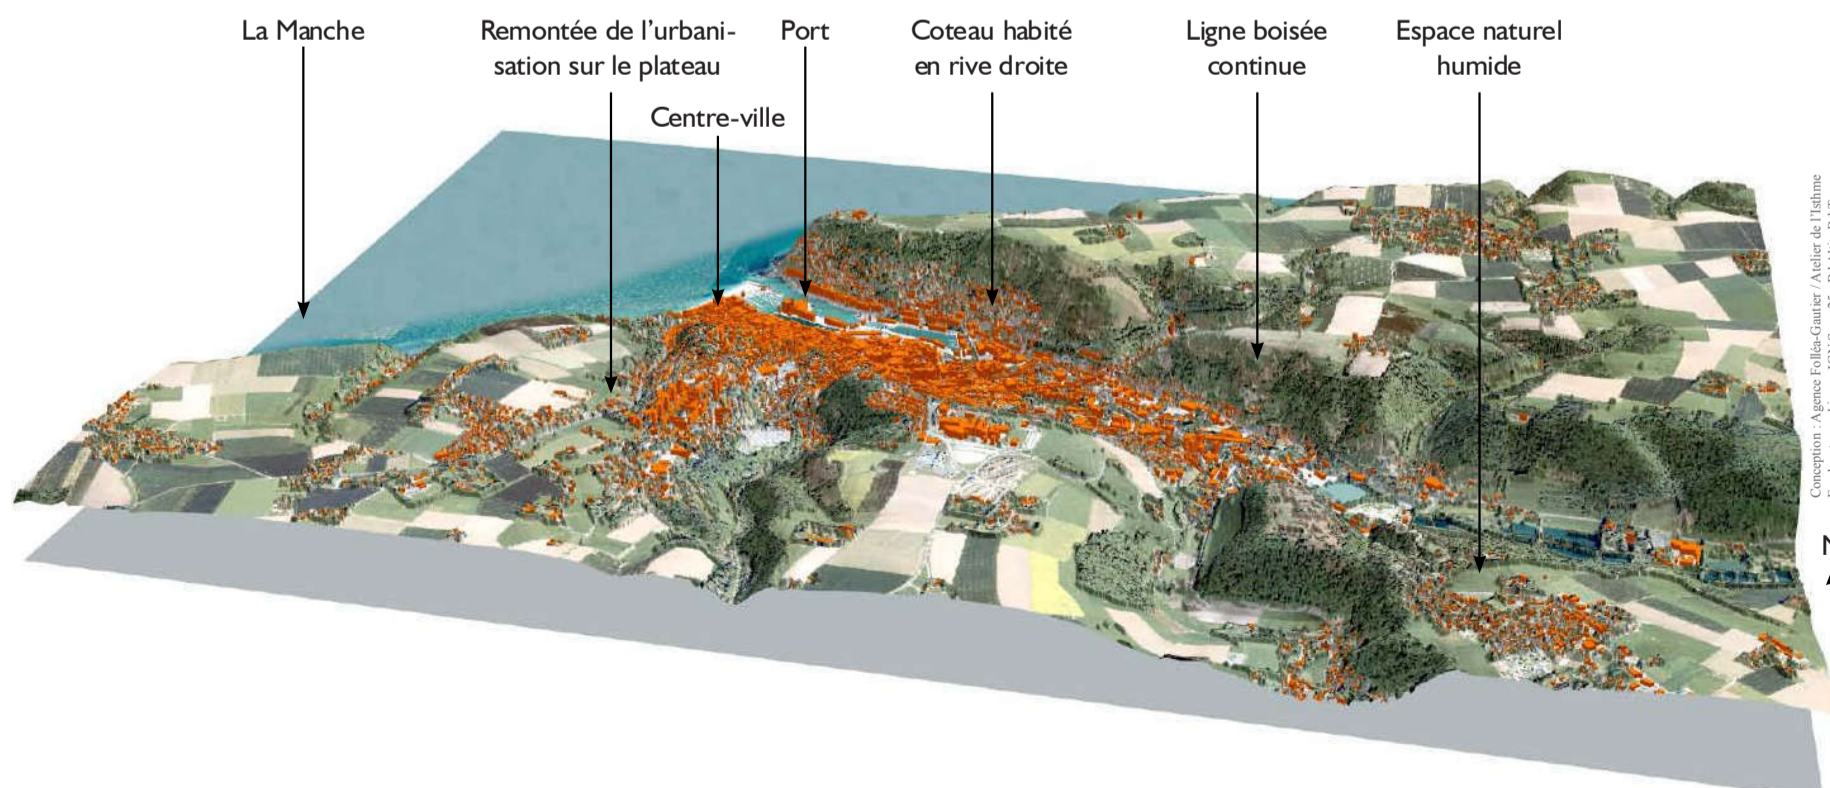 La Manche
Remontée de l'urbani-
sation sur le plateau
Centre-ville
Port
Coteau habité
en rive droite
Ligne boisée
continue
Espace naturel
humide
Conception : Agence Folléa-Gautier / Atelier de l'Isthme